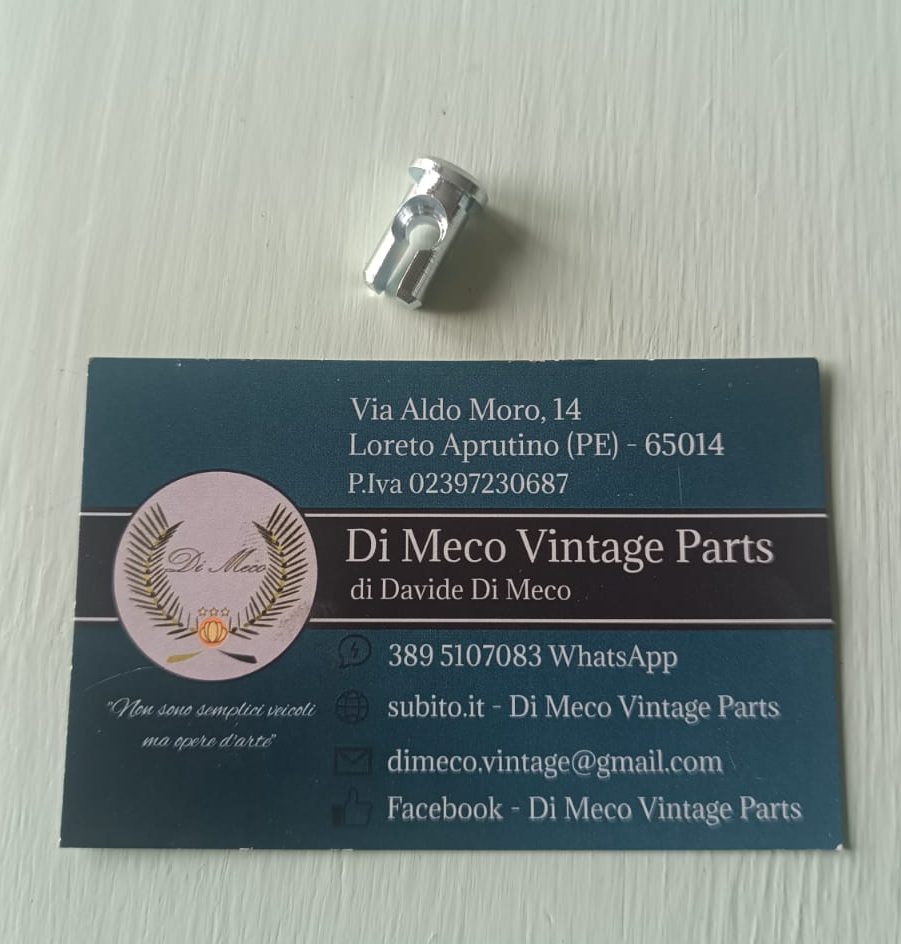 Via Aldo Moro, 14
Loreto Aprutino (PE) - 65014
P.Iva 02397230687
Di Meco
Di Meco Vintage Parts
di Davide Di Meco
"Non sono semplici veicoli
ma opere d'arte"
389 5107083 WhatsApp
subito.it - Di Meco Vintage Parts
dimeco.vintage@gmail.com
Facebook - Di Meco Vintage Parts